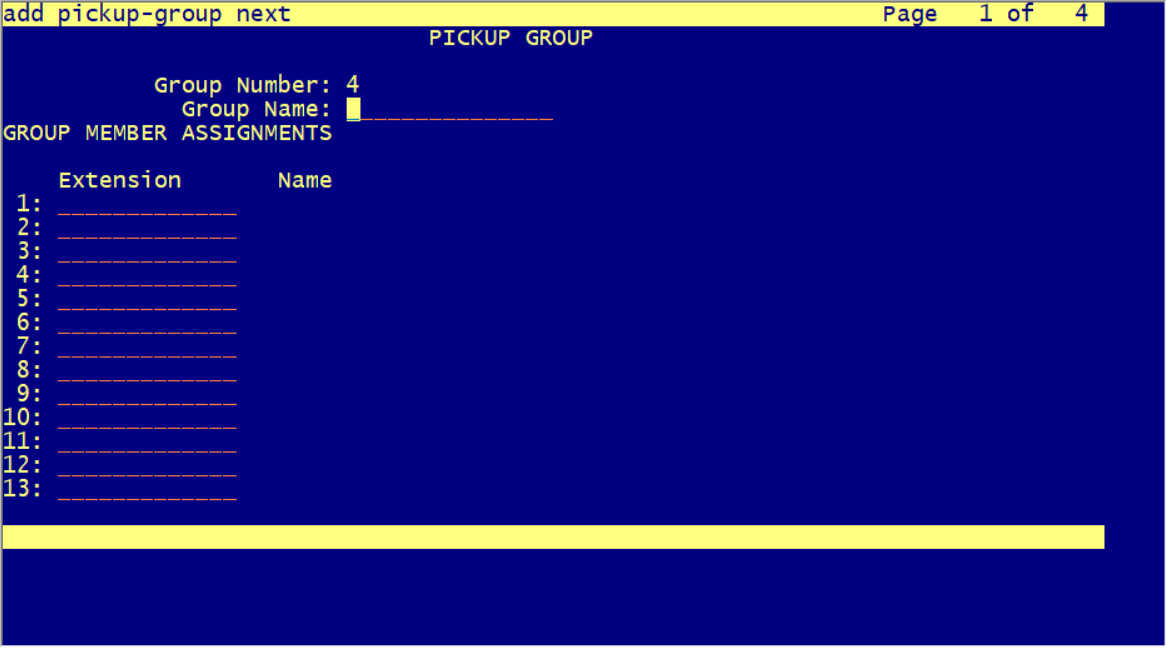 add pickup-group next Page 1 of 4
PICKUP GROUP
Group Number: 4
Group Name: _______________
GROUP MEMBER ASSIGNMENTS
Extension Name
1: _____________
2: _____________
3: _____________
4: _____________
5: _____________
6: _____________
7: _____________
8: _____________
9: _____________
10: _____________
11: _____________
12: _____________
13: _____________